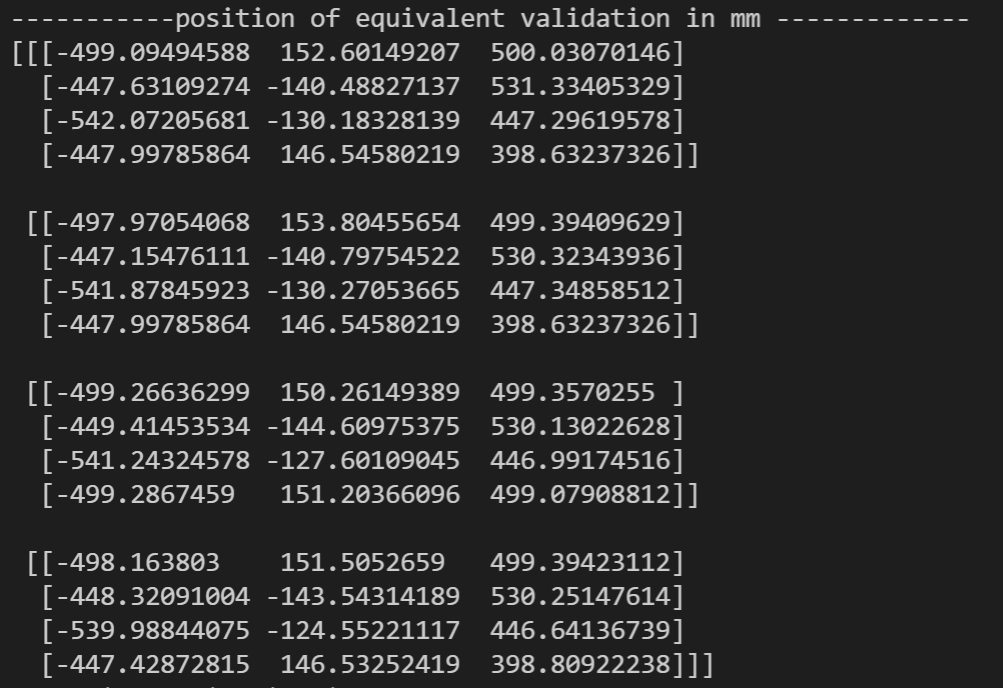 -----------position of equivalent validation in mm -------------
[[[-499.09494588  152.60149207  500.03070146]
  [-447.63109274 -140.48827137  531.33405329]
  [-542.07205681 -130.18328139  447.29619578]
  [-447.99785864  146.54580219  398.63237326]]
 [[-497.97054068  153.80455654  499.39409629]
  [-447.15476111 -140.79754522  530.32343936]
  [-541.87845923 -130.27053665  447.34858512]
  [-447.99785864  146.54580219  398.63237326]]
 [[-499.26636299  150.26149389  499.3570255 ]
  [-449.41453534 -144.60975375  530.13022628]
  [-541.24324578 -127.60109045  446.99174516]
  [-499.2867459   151.20366096  499.07908812]]
 [[-498.163803    151.5052659   499.39423112]
  [-448.32091004 -143.54314189  530.25147614]
  [-539.98844075 -124.55221117  446.64136739]
  [-447.42872815  146.53252419  398.80922238]]]